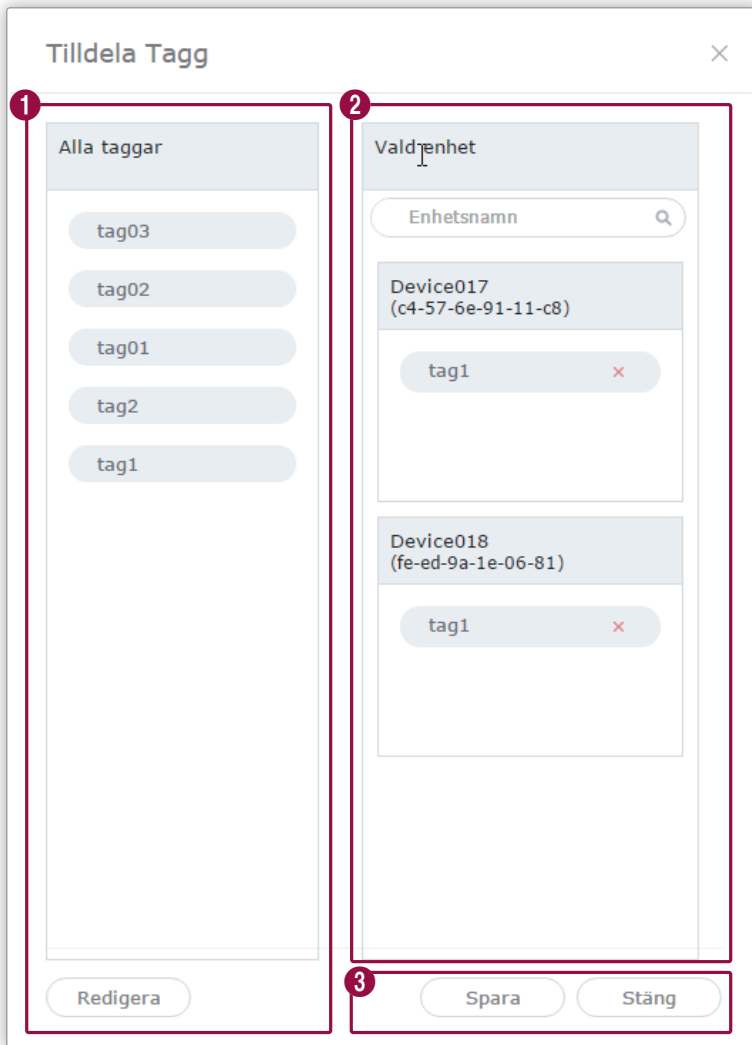 Tilldela Tagg
1
Alla taggar
tag03
tag02
tag01
tag2
tag1
Redigera
2
Vald enhet
Enhetsnamn
Device017
(c4-57-6e-91-11-c8)
tag1
Device018
(fe-ed-9a-1e-06-81)
tag1
3
Spara Stäng